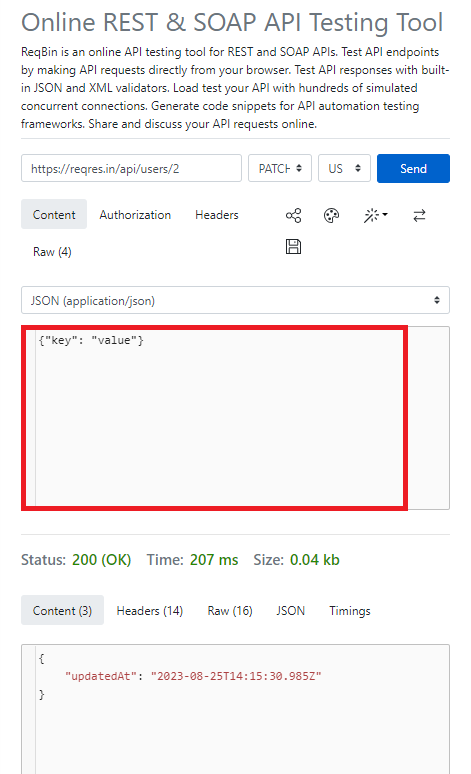 Online REST & SOAP API Testing Tool
ReqBin is an online API testing tool for REST and SOAP APIs. Test API endpoints
by making API requests directly from your browser. Test API responses with built-
in JSON and XML validators. Load test your API with hundreds of simulated
concurrent connections. Generate code snippets for API automation testing
frameworks. Share and discuss your API requests online.
https://reqres.in/api/users/2 PATCH US Send
Content Authorization Headers
Raw (4)
JSON (application/json)
{"key": "value"}
Status: 200 (OK) Time: 207 ms Size: 0.04 kb
Content (3) Headers (14) Raw (16) JSON Timings
{
"updatedAt": "2023-08-25T14:15:30.985Z"
}